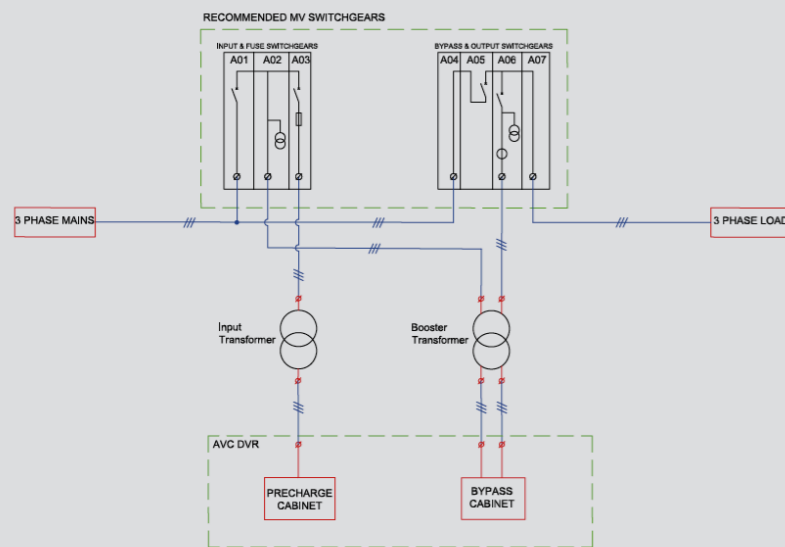 RECOMMENDED MV SWITCHGEARS
INPUT & FUSE SWITCHGEARS
BYPASS & OUTPUT SWITCHGEARS
A01 A02 A03
A04 A05 A06 A07
3 PHASE MAINS
3 PHASE LOAD
Input
Transformer
Booster
Transformer
AVC DVR
PRECHARGE
CABINET
BYPASS
CABINET